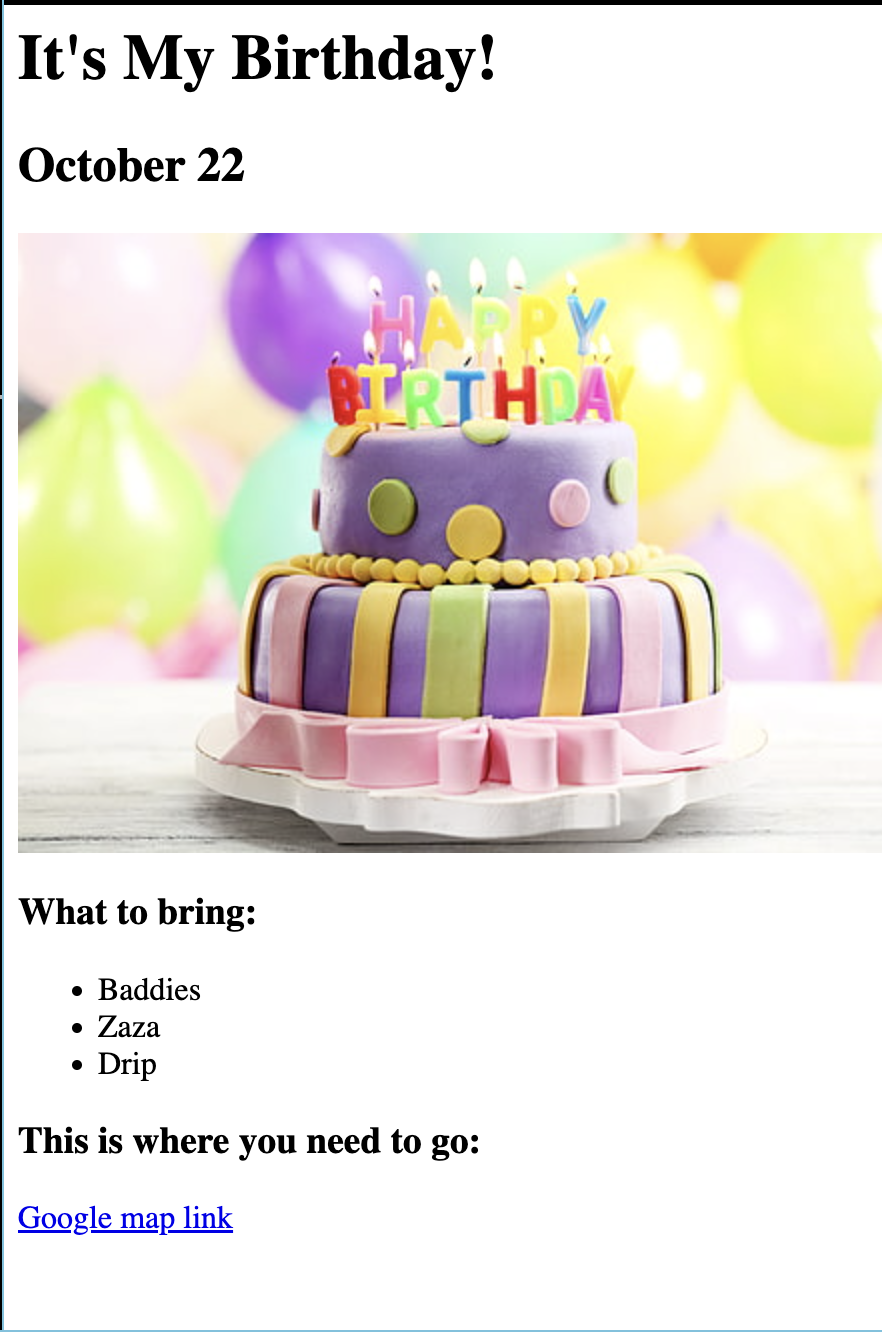 It's My Birthday!
October 22
HAPPY
BIRTHDAY
What to bring:
Baddies
Zaza
Drip
This is where you need to go:
Google map link